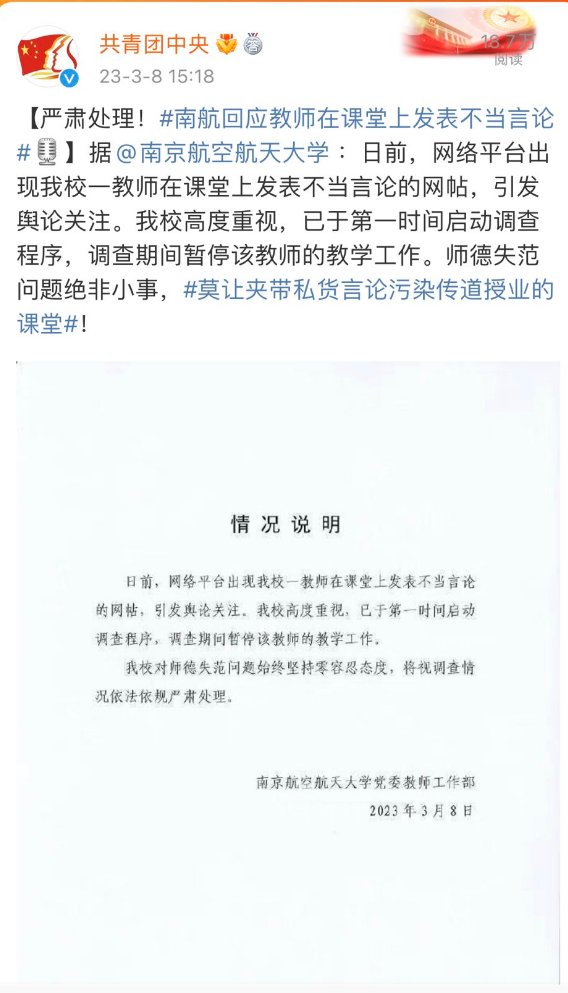 共青团中央
18.7万
23-3-8 15:18
阅读
【严肃处理！#南航回应教师在课堂上发表不当言论
#】据@南京航空航天大学：日前，网络平台出
现我校一教师在课堂上发表不当言论的网帖，引发
舆论关注。我校高度重视，已于第一时间启动调查
程序，调查期间暂停该教师的教学工作。师德失范
问题绝非小事，#莫让夹带私货言论污染传道授业的
课堂#！
情况说明
日前，网络平台出现我校一教师在课堂上发表不当言论
的网帖，引发舆论关注。我校高度重视，已于第一时间启动
调查程序，调查期间暂停该教师的教学工作。
我校对师德失范问题始终坚持零容忍态度，将视调查情
况依法依规严肃处理。
南京航空航天大学党委教师工作部
2023年3月8日